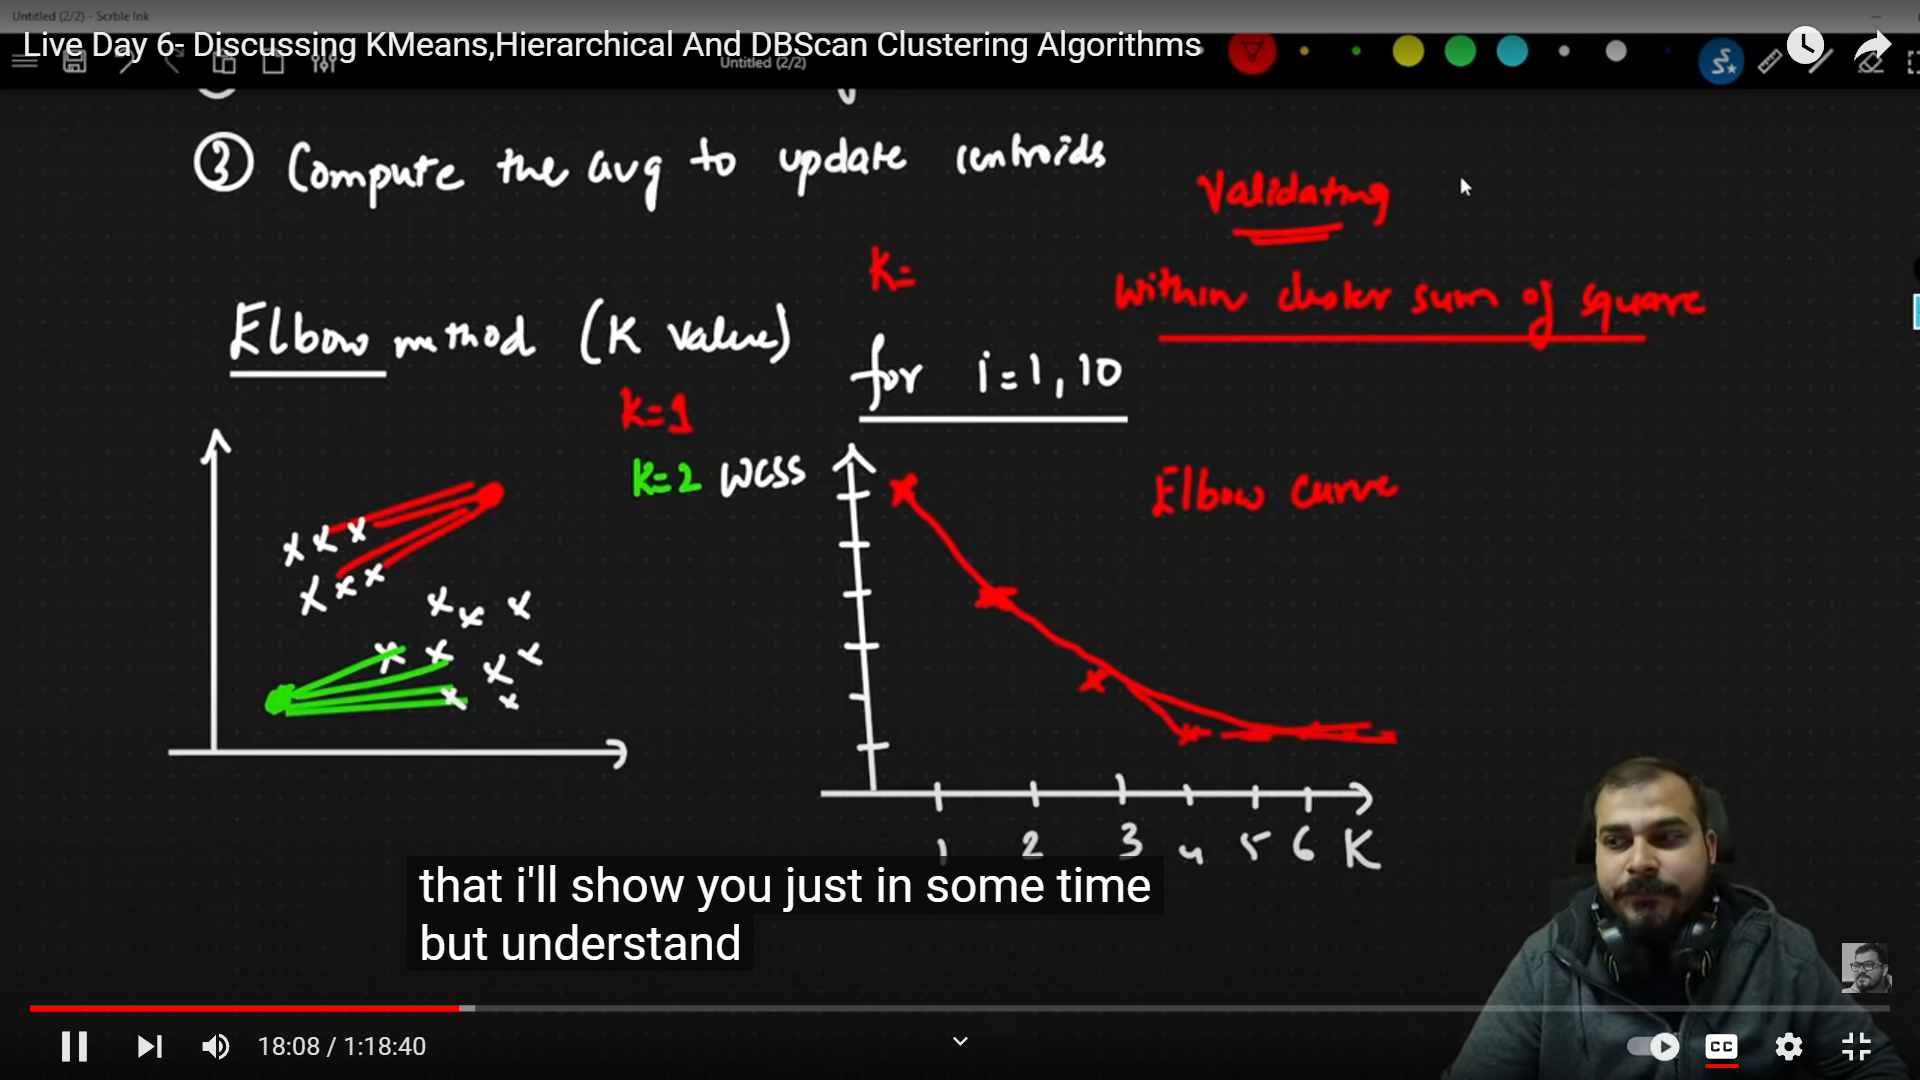 Untitled (2/2) - Scrble Ink
Live Day 6- Discussing KMeans,Hierarchical And DBScan Clustering Algorithms
Untitled (2/2)
③ Compute the avg to update centroids
Validating
K=
Within cluster sum of square
Elbow method (K value)
for i=1,10
K=1
K=2 WCSS
Elbow curve
1 2 3 4 5 6 K
that i'll show you just in some time
but understand
18:08 / 1:18:40
CC